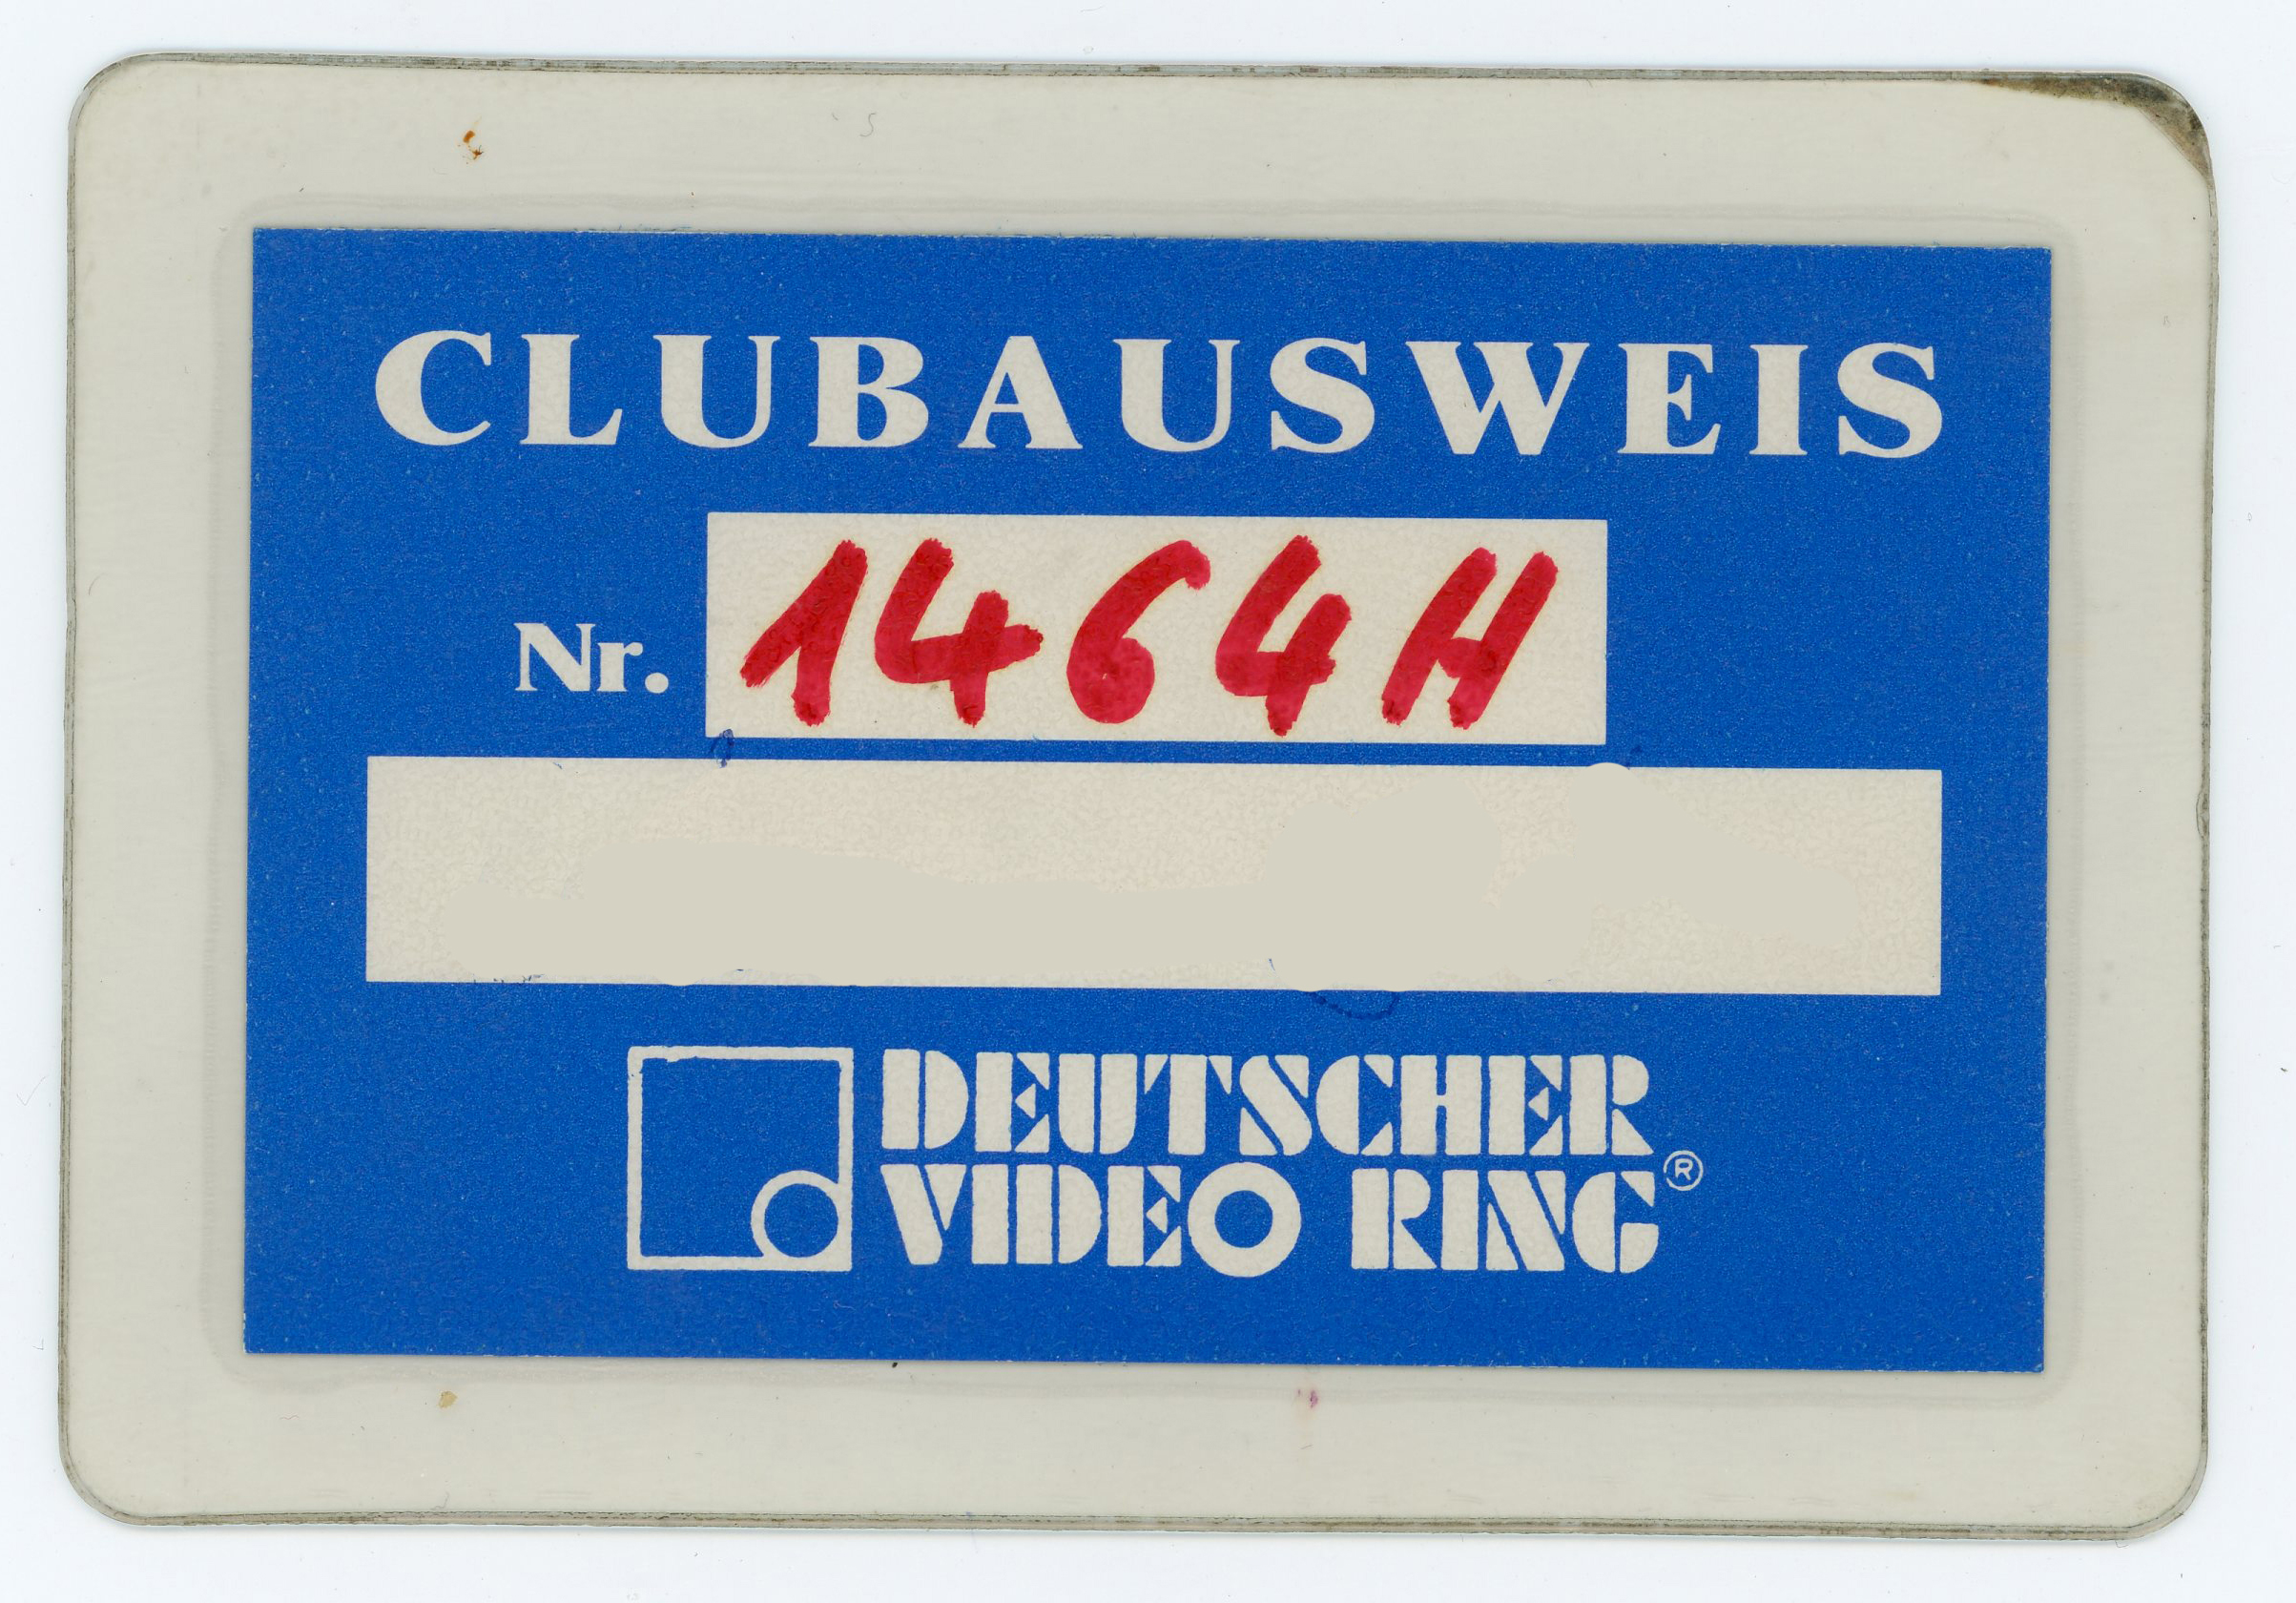 CLUBAUSWEIS
Nr. 1464H
DEUTSCHER
VIDEO RING®